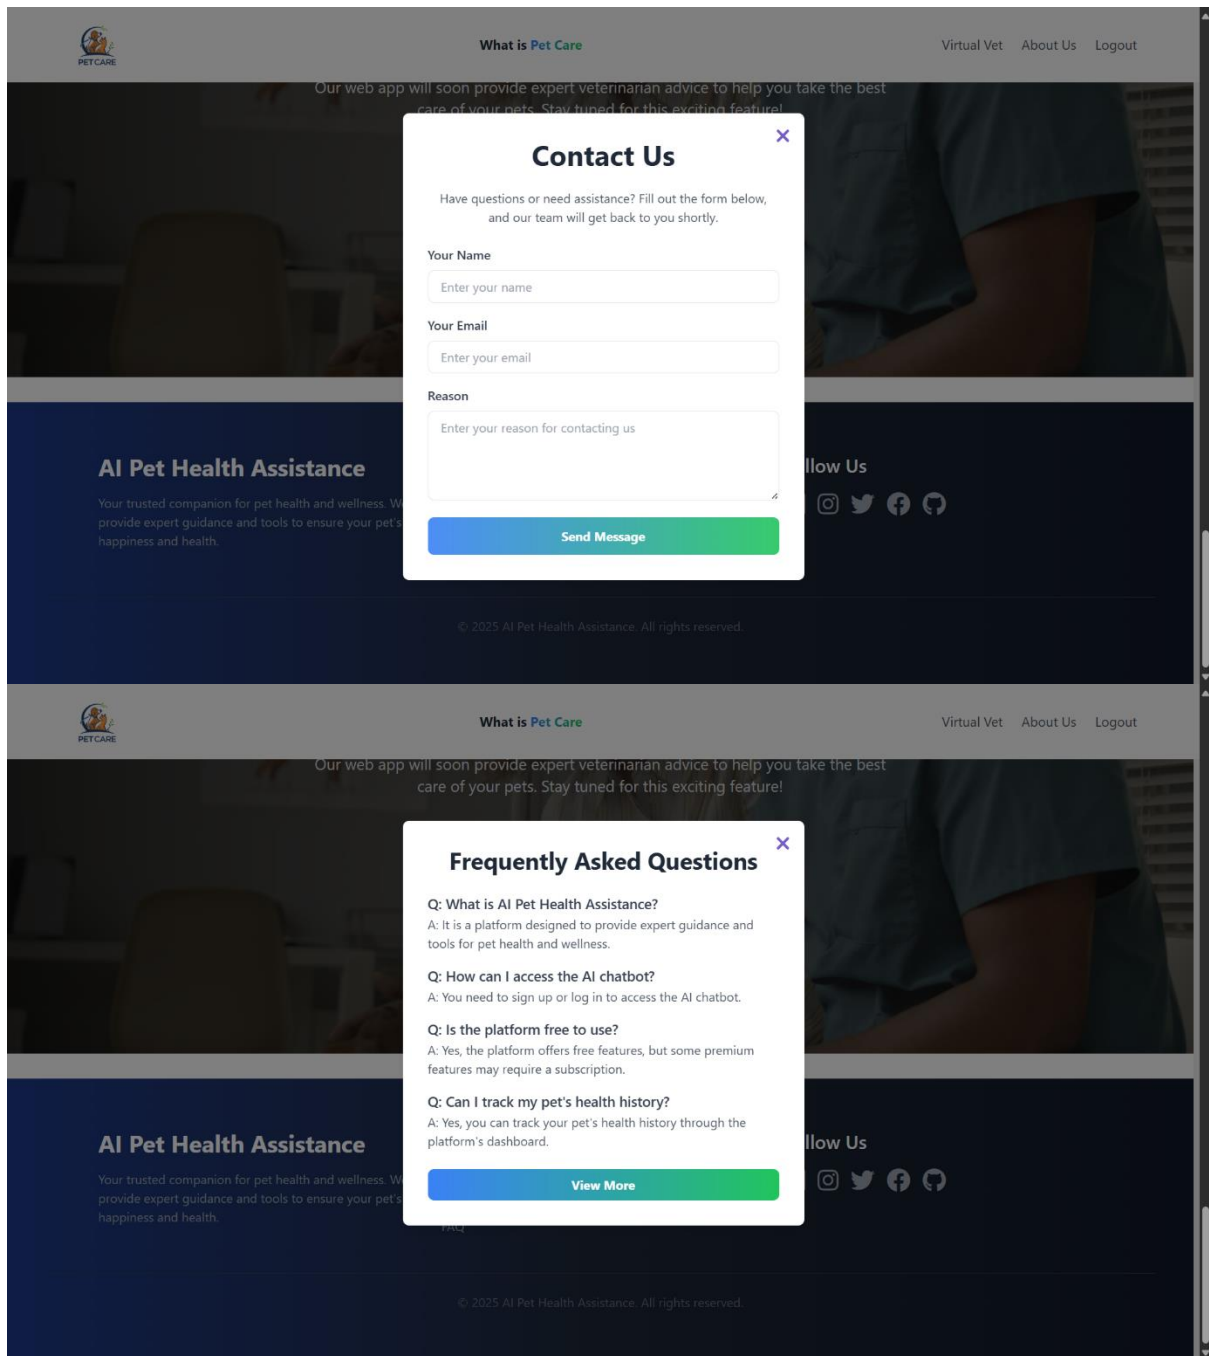 PET CARE
What is Pet Care
Virtual Vet About Us Logout
Our web app will soon provide expert veterinarian advice to help you take the best
care of your pets. Stay tuned for this exciting feature!
Contact Us
Have questions or need assistance? Fill out the form below,
and our team will get back to you shortly.
Your Name
Enter your name
Your Email
Enter your email
Reason
Enter your reason for contacting us
Send Message
AI Pet Health Assistance
Your trusted companion for pet health and wellness. We
provide expert guidance and tools to ensure your pet's
happiness and health.
llow Us
© 2025 AI Pet Health Assistance. All rights reserved.
PET CARE
What is Pet Care
Virtual Vet About Us Logout
Our web app will soon provide expert veterinarian advice to help you take the best
care of your pets. Stay tuned for this exciting feature!
Frequently Asked Questions
Q: What is AI Pet Health Assistance?
A: It is a platform designed to provide expert guidance and
tools for pet health and wellness.
Q: How can I access the AI chatbot?
A: You need to sign up or log in to access the AI chatbot.
Q: Is the platform free to use?
A: Yes, the platform offers free features, but some premium
features may require a subscription.
Q: Can I track my pet's health history?
A: Yes, you can track your pet's health history through the
platform's dashboard.
View More
AI Pet Health Assistance
Your trusted companion for pet health and wellness. We
provide expert guidance and tools to ensure your pet's
happiness and health.
FAQ
llow Us
© 2025 AI Pet Health Assistance. All rights reserved.